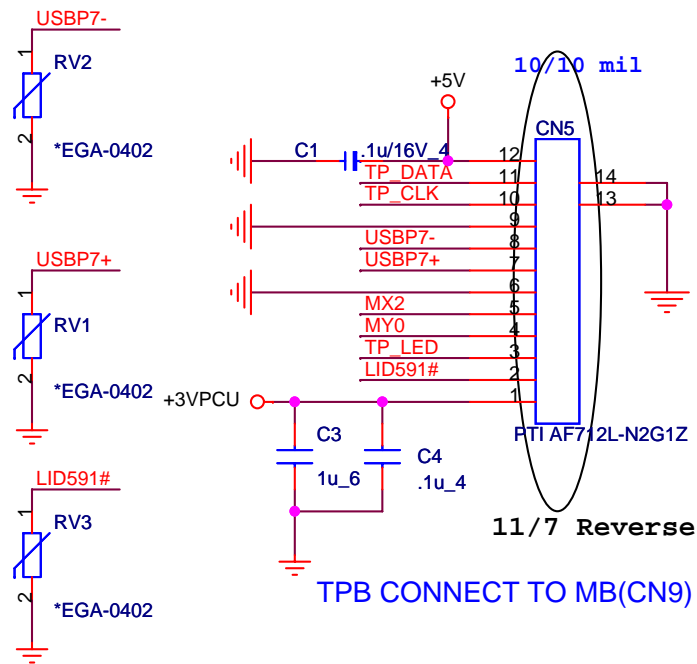 USBP7-
1
RV2
2
*EGA-0402
USBP7+
1
RV1
2
*EGA-0402
LID591#
1
RV3
2
*EGA-0402
10/10 mil
+5V
CN5
C1
.1u/16V_4
12
TP_DATA
11
TP_CLK
10
9
USBP7-
8
USBP7+
7
6
MX2
5
MY0
4
TP_LED
3
LID591#
2
+3VPCU
1
14
13
C3
1u_6
C4
.1u_4
PTI AF712L-N2G1Z
11/7 Reverse
TPB CONNECT TO MB(CN9)